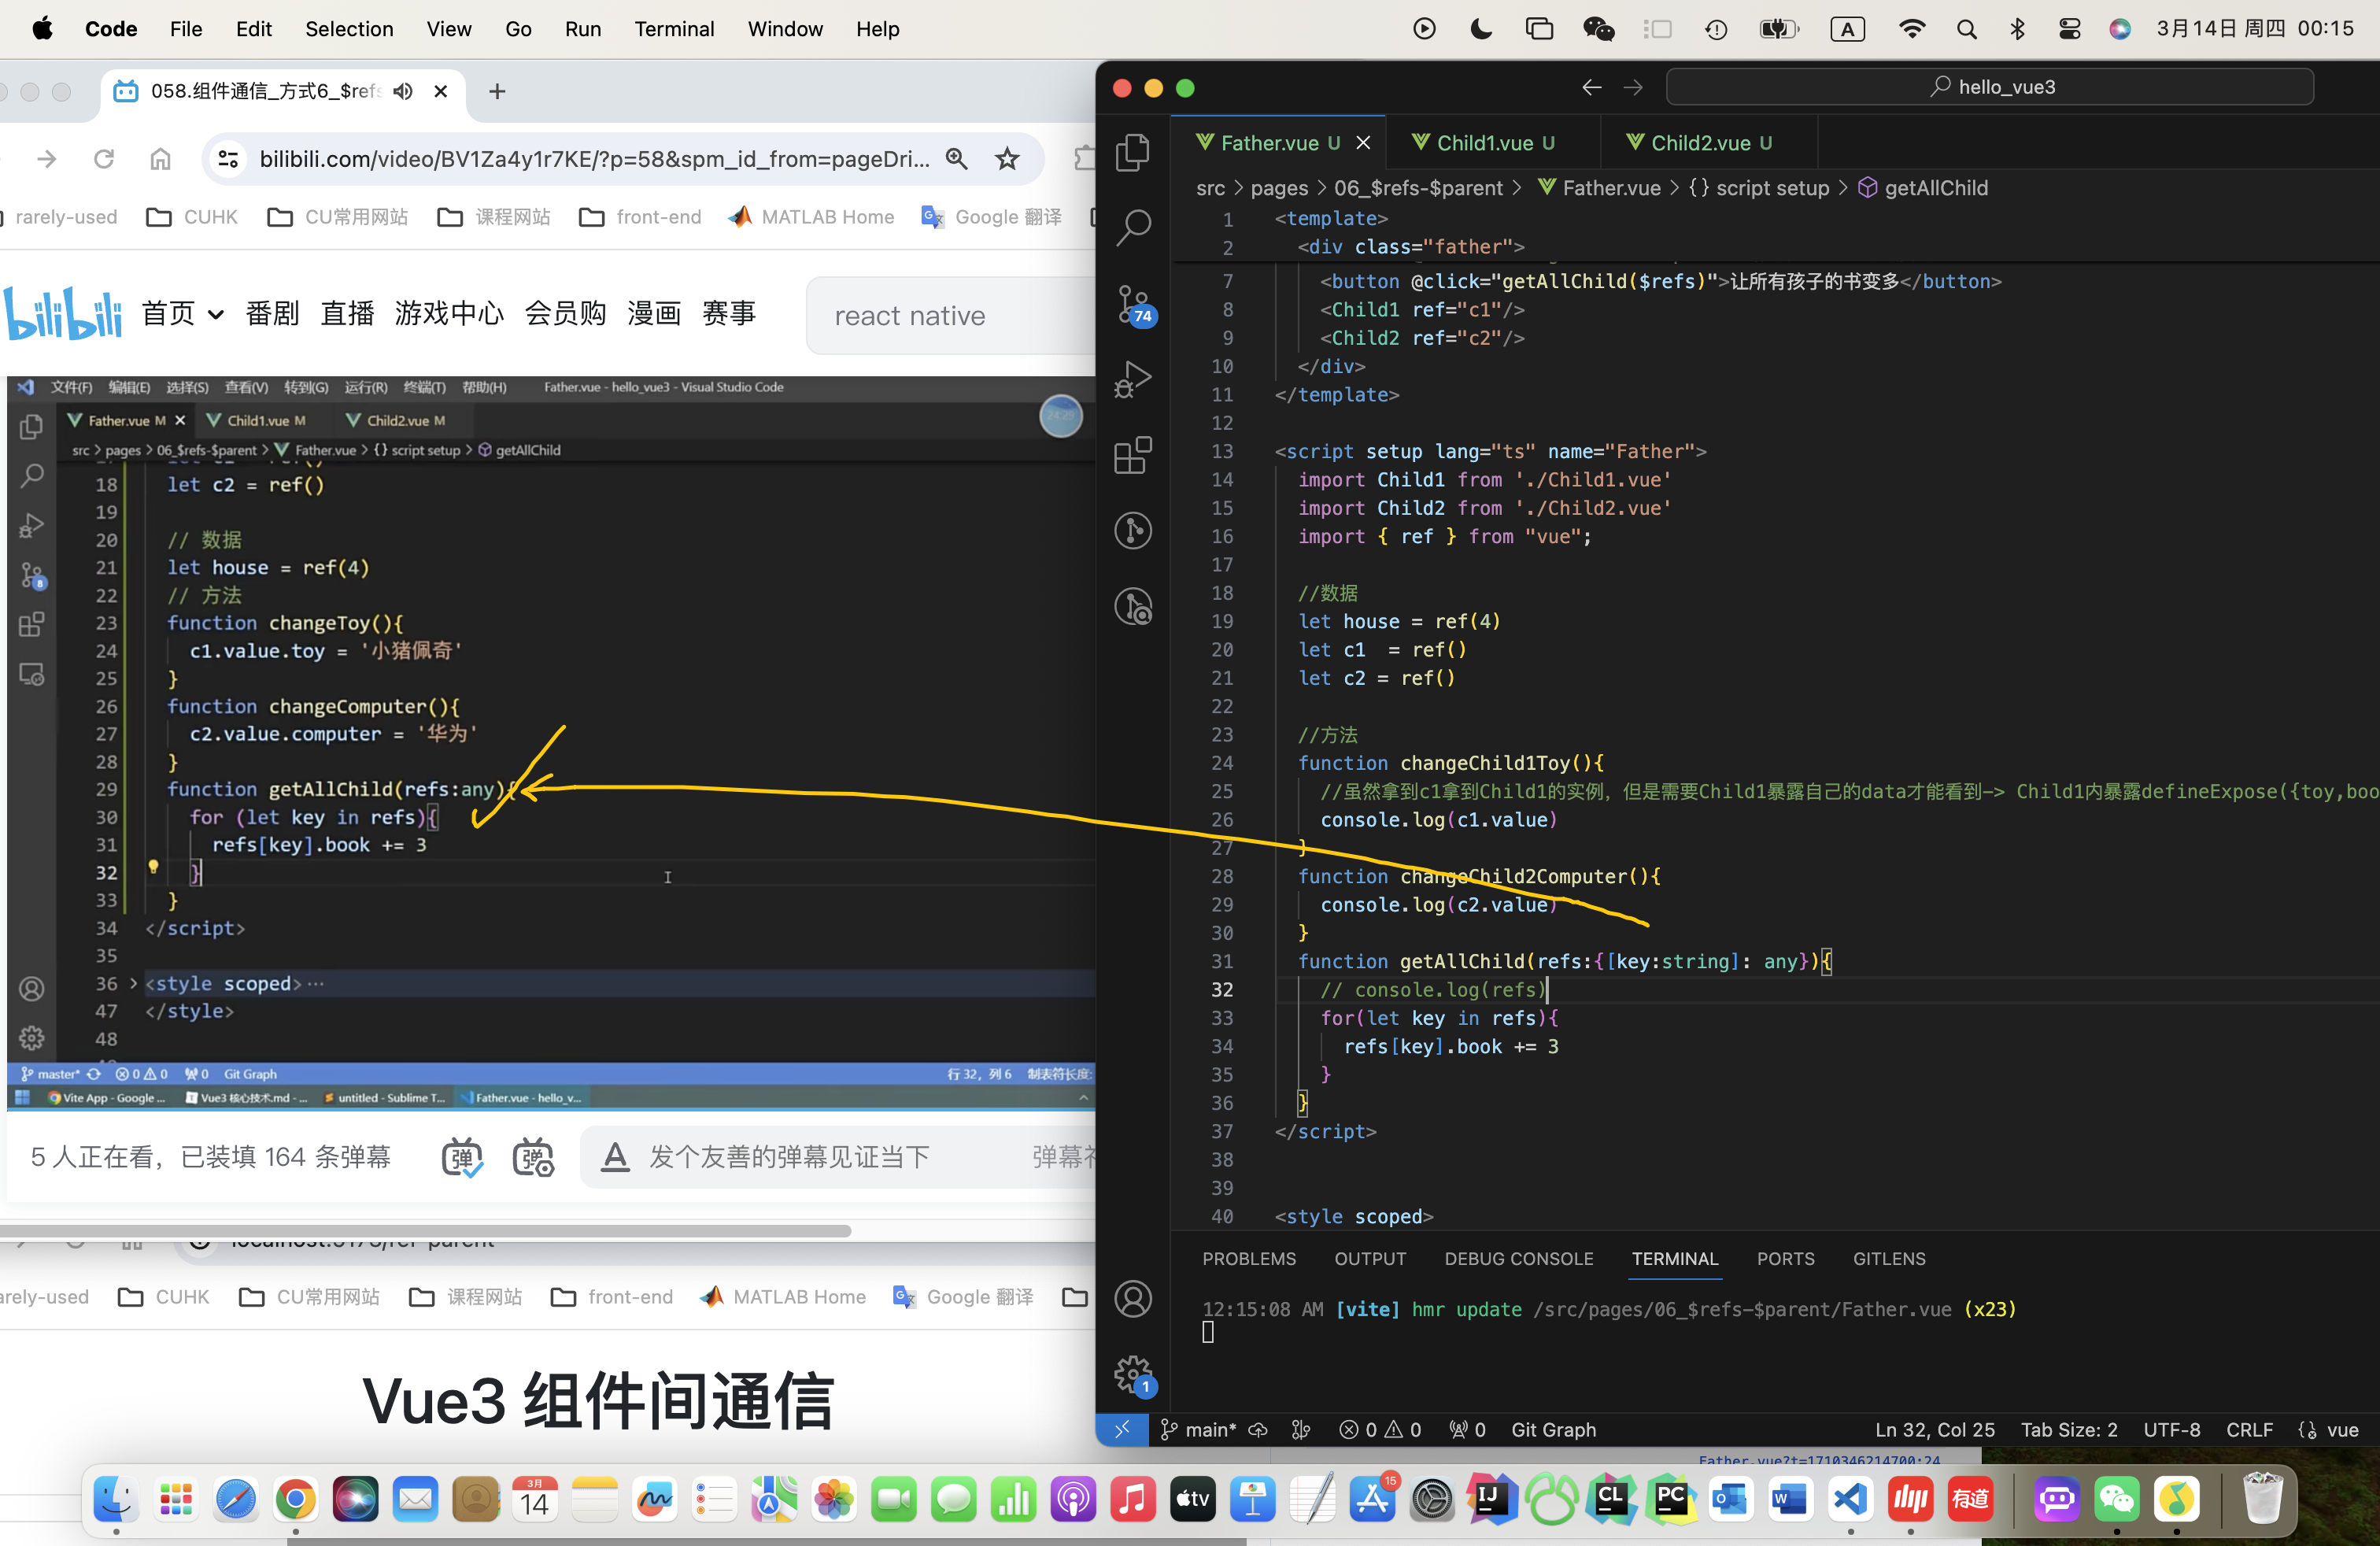 Code File Edit Selection View Go Run Terminal Window Help
A 3月14日 周四 00:15
058.组件通信_方式6_$refs
bilibili.com/video/BV1Za4y1r7KE/?p=58&spm_id_from=pageDri...
rarely-used CUHK CU常用网站 课程网站 front-end MATLAB Home Google 翻译
bilibili 首页 番剧 直播 游戏中心 会员购 漫画 赛事
react native
文件(F) 编辑(E) 选择(S) 查看(V) 转到(G) 运行(R) 终端(T) 帮助(H) Father.vue - hello_vue3 - Visual Studio Code
Father.vue M Child1.vue M Child2.vue M
src > pages > 06_$refs-$parent > Father.vue > {} script setup > getAllChild
18 let c2 = ref()
19
20 // 数据
21 let house = ref(4)
22 // 方法
23 function changeToy(){
24 c1.value.toy = '小猪佩奇'
25 }
26 function changeComputer(){
27 c2.value.computer = '华为'
28 }
29 function getAllChild(refs:any){
30 for (let key in refs){
31 refs[key].book += 3
32 }
33 }
34 </script>
35
36 <style scoped>…
47 </style>
48
8
master* 0 0 0 Git Graph 行 32，列 6 制表符长度:
Vite App - Google ... Vue3 核心技术.md - ... untitled - Sublime T... Father.vue - hello_v...
5 人正在看，已装填 164 条弹幕
弹 弹 A 发个友善的弹幕见证当下
rely-used CUHK CU常用网站 课程网站 front-end MATLAB Home Google 翻译
Vue3 组件间通信
hello_vue3
Father.vue U Child1.vue U Child2.vue U
src > pages > 06_$refs-$parent > Father.vue > {} script setup > getAllChild
1 <template>
2 <div class="father">
7 <button @click="getAllChild($refs)">让所有孩子的书变多</button>
8 <Child1 ref="c1"/>
9 <Child2 ref="c2"/>
10 </div>
11 </template>
12
13 <script setup lang="ts" name="Father">
14 import Child1 from './Child1.vue'
15 import Child2 from './Child2.vue'
16 import { ref } from "vue";
17
18 //数据
19 let house = ref(4)
20 let c1 = ref()
21 let c2 = ref()
22
23 //方法
24 function changeChild1Toy(){
25 //虽然拿到c1拿到Child1的实例，但是需要Child1暴露自己的data才能看到-> Child1内暴露defineExpose({toy,boo
26 console.log(c1.value)
27 }
28 function changeChild2Computer(){
29 console.log(c2.value)
30 }
31 function getAllChild(refs:{[key:string]: any}){
32 // console.log(refs)
33 for(let key in refs){
34 refs[key].book += 3
35 }
36 }
37 </script>
38
39
40 <style scoped>
74
PROBLEMS OUTPUT DEBUG CONSOLE TERMINAL PORTS GITLENS
12:15:08 AM [vite] hmr update /src/pages/06_$refs-$parent/Father.vue (x23)
1
main* 0 0 0 Git Graph Ln 32, Col 25 Tab Size: 2 UTF-8 CRLF {} vue
Father.vue?t=1710346214700:24
3月 14 tv 15 IJ CL PC O W 有道